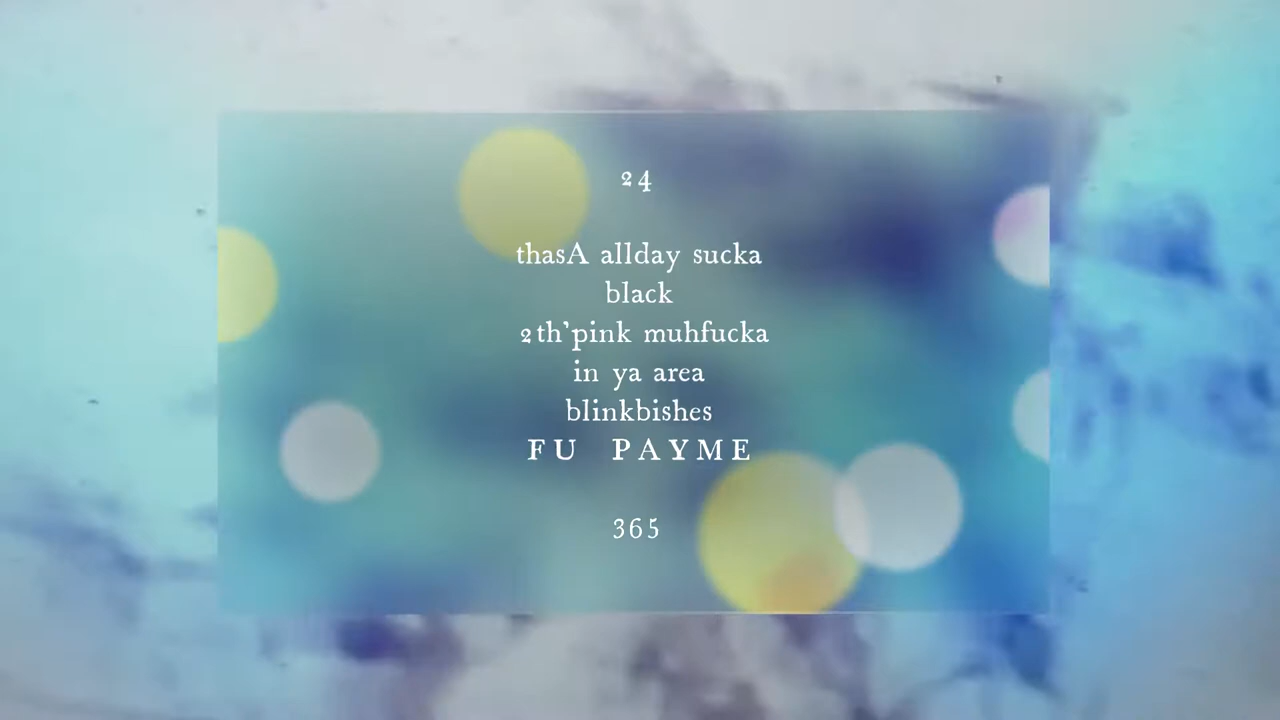 24
thasA allday sucka
black
2th'pink muhfucka
in ya area
blinkbishes
FU PAYME
365